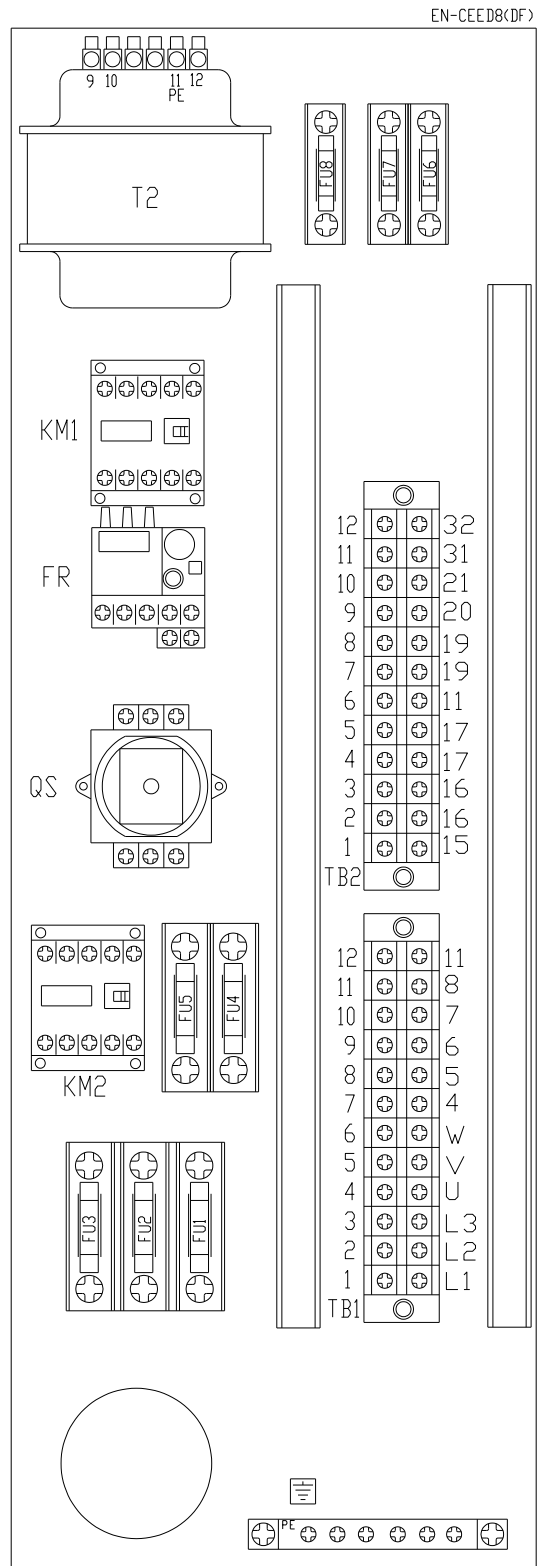 EN-CEED8(DF)
9 10 11 12
PE
T2
FU8 FU7 FU6
KM1
FR
QS
12 32
11 31
10 21
9 20
8 19
7 19
6 11
5 17
4 17
3 16
2 16
1 15
TB2
FU5 FU4
KM2
12 11
11 8
10 7
9 6
8 5
7 4
6 W
5 V
4 U
3 L3
2 L2
1 L1
TB1
FU3 FU2 FU1
PE